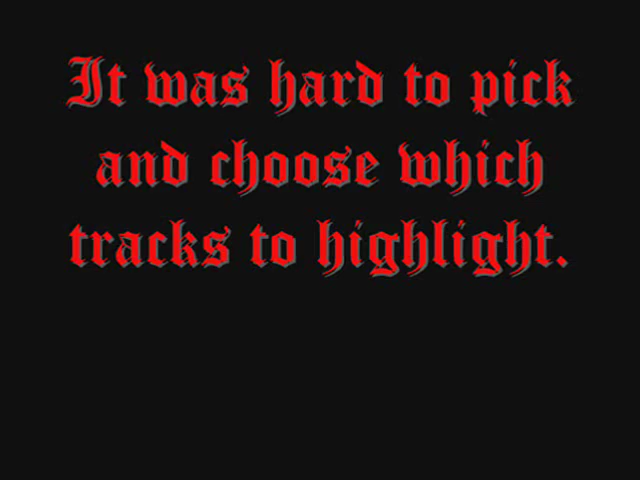 It was hard to pick
and choose which
tracks to highlight.